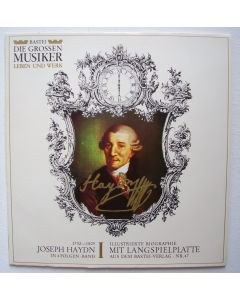 BASTEI
DIE GROSSEN
MUSIKER
LEBEN UND WERK
Haydn
1732-1809
JOSEPH HAYDN
IN 4 FOLGEN · BAND
I
ILLUSTRIERTE BIOGRAPHIE
MIT LANGSPIELPLATTE
AUS DEM BASTEI-VERLAG · NR. 47